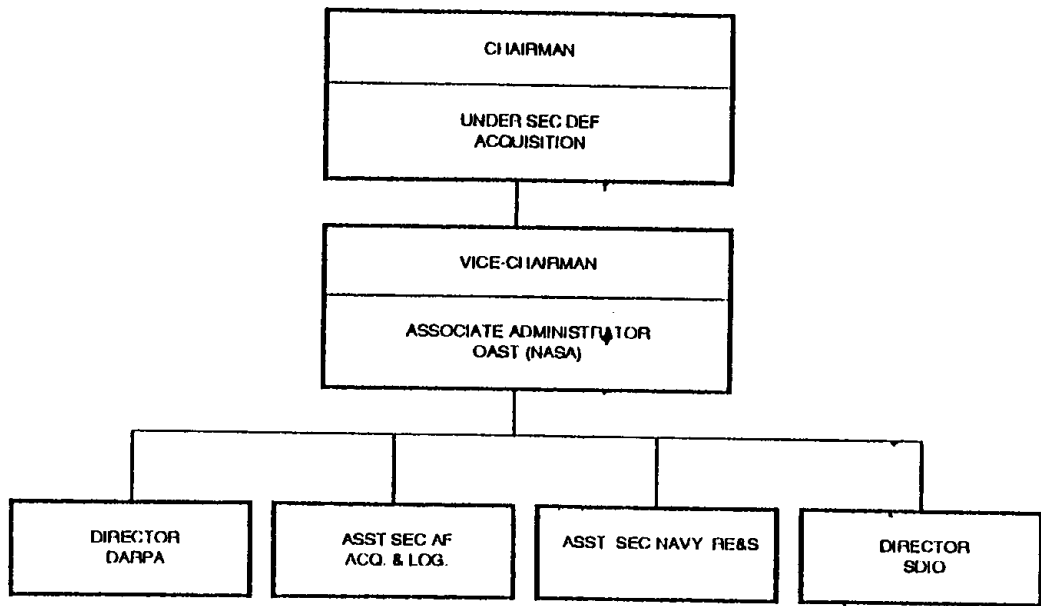 CHAIRMAN
UNDER SEC DEF
ACQUISITION
VICE-CHAIRMAN
ASSOCIATE ADMINISTRATOR
OAST (NASA)
DIRECTOR
DARPA
ASST SEC AF
ACQ. & LOG.
ASST SEC NAVY RE&S
DIRECTOR
SDIO